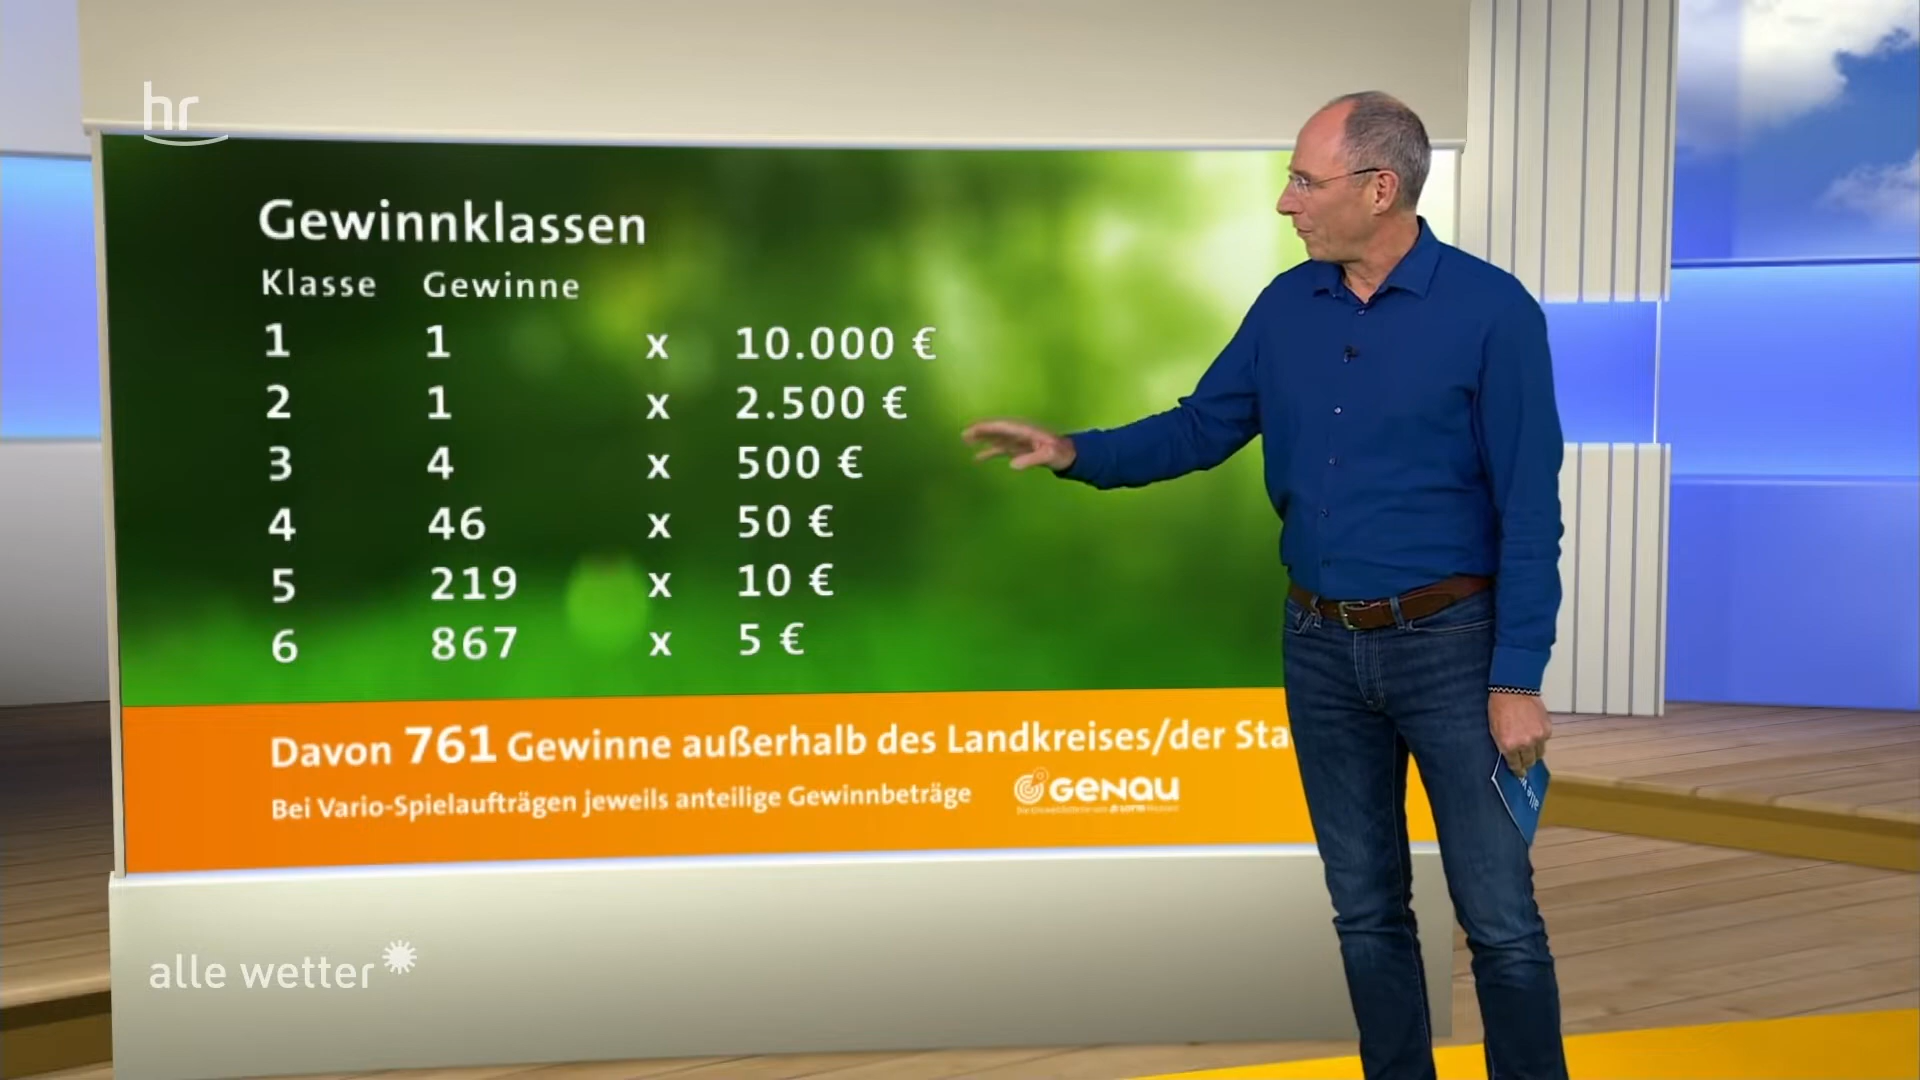 hr
Gewinnklassen
Klasse Gewinne
1 1 x 10.000 €
2 1 x 2.500 €
3 4 x 500 €
4 46 x 50 €
5 219 x 10 €
6 867 x 5 €
Davon 761 Gewinne außerhalb des Landkreises/der Sta
Bei Vario-Spielaufträgen jeweils anteilige Gewinnbeträge
GENAU
alle wetter